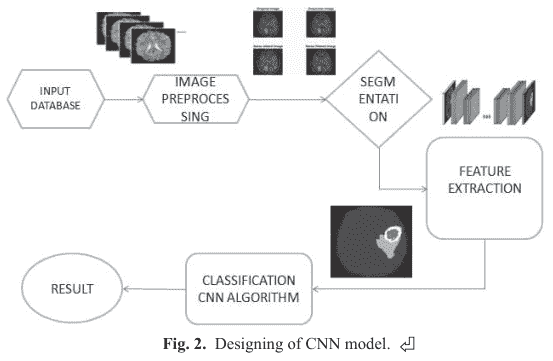 INPUT
DATABASE
IMAGE
PREPROCES
SING
SEGM
ENTATI
ON
FEATURE
EXTRACTION
CLASSIFICATION
CNN ALGORITHM
RESULT
Fig. 2. Designing of CNN model.